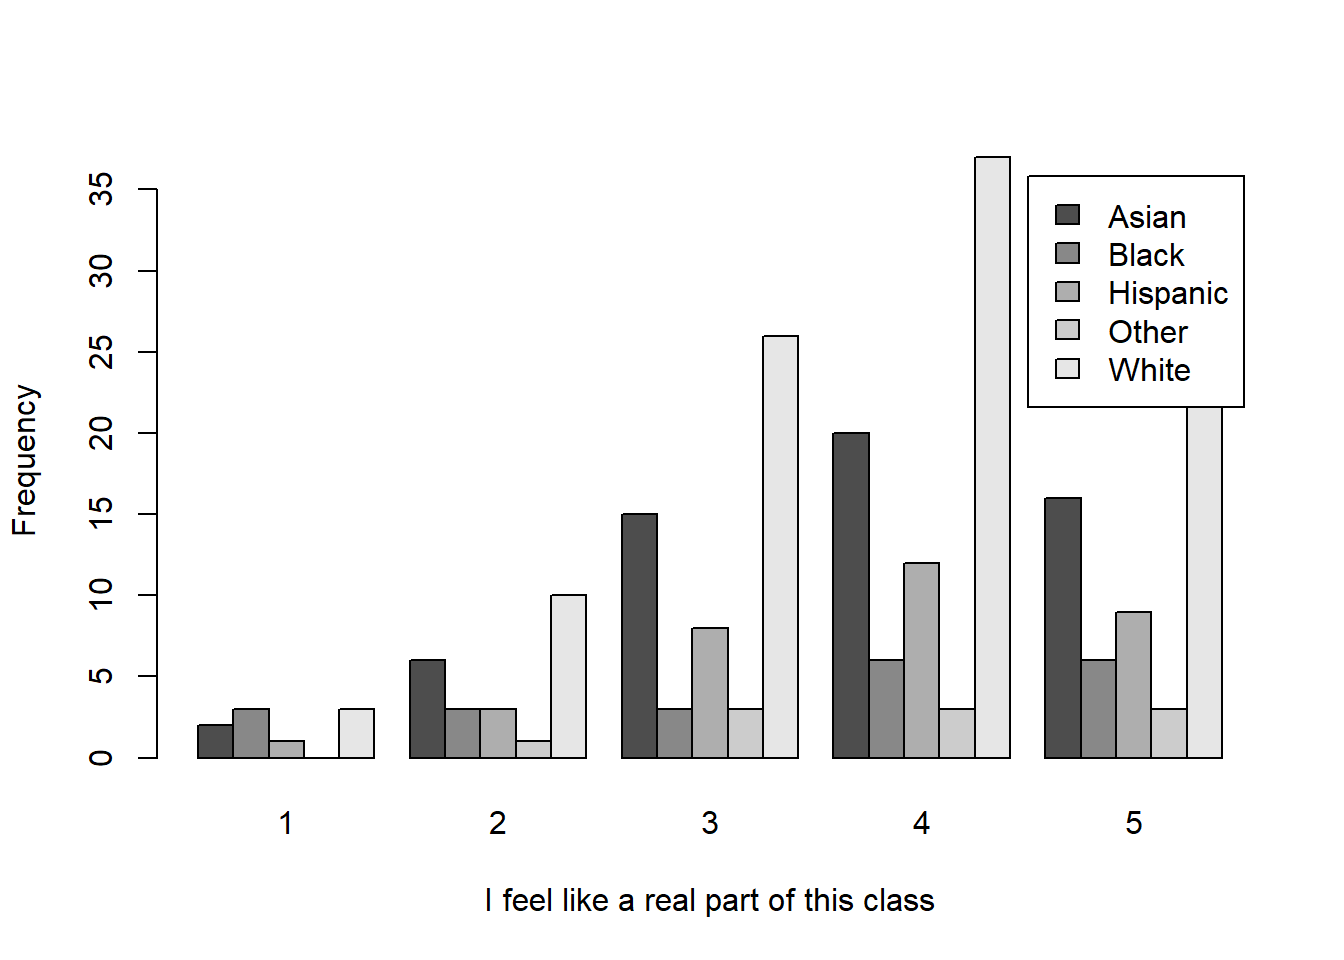 35
30
25
20
15
10
5
0
Frequency
Asian
Black
Hispanic
Other
White
1 2 3 4 5
I feel like a real part of this class